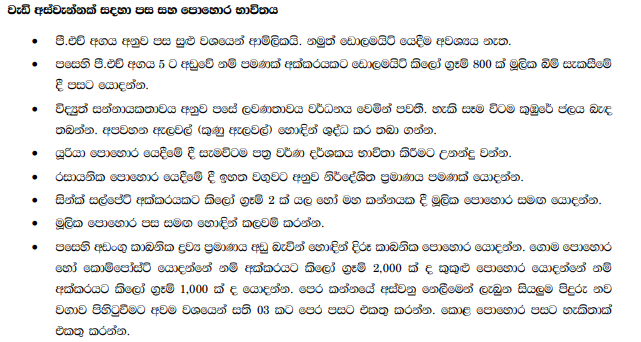 වැඩි අස්වැන්නක් සදහා පස සහ පොහොර භාවිතය
• පී.එච් අගය අනුව පස සුළු වශයෙන් ආම්ලිකයි. නමුත් ඩොලමයිට් යෙදීම අවශ්‍යය නැත.
• පසෙහි පී.එච් අගය 5 ට අඩුවේ නම් පමණක් අක්කරයකට ඩොලමයිට් කිලෝ ග්‍රෑම් 800 ක් මූලික බිම් සැකසීමේ
දී පසට යොදන්න.
• විද්‍යුත් සන්නායකතාවය අනුව පසේ ලවණතාවය වර්ධනය වෙමින් පවතී. හැකි සෑම විටම කුඹුරේ ජලය බැඳ
තබන්න. අපවහන ඇලවල් (කුණු ඇලවල්) හොඳින් ශුද්ධ කර තබා ගන්න.
• යූරියා පොහොර යෙදීමේ දී සැමවිටම පත්‍ර වර්ණ දර්ශකය භාවිතා කිරීමට උනන්දු වන්න.
• රසායනික පොහොර යෙදීමේ දී ඉහත වගුවට අනුව නිර්දේශිත ප්‍රමාණය පමණක් යොදන්න.
• සින්ක් සල්පේට් අක්කරයකට කිලෝ ග්‍රෑම් 2 ක් යල හෝ මහ කන්නයක දී මූලික පොහොර සමඟ යොදන්න.
• මූලික පොහොර පස සමඟ හොඳින් කලවම් කරන්න.
• පසෙහි අඩංගු කාබනික ද්‍රව්‍ය ප්‍රමාණය අඩු බැවින් හොඳින් දිරූ කාබනික පොහොර යොදන්න. ගොම පොහොර
හෝ කොම්පෝස්ට් යොදන්නේ නම් අක්කරයට කිලෝ ග්‍රෑම් 2,000 ක් ද කුකුළු පොහොර යොදන්නේ නම්
අක්කරයට කිලෝ ග්‍රෑම් 1,000 ක් ද යොදන්න. පෙර කන්නයේ අස්වනු නෙලීමෙන් ලැබුන සියලුම පිදුරු නව
වගාව පිහිටුවීමට අවම වශයෙන් සති 03 කට පෙර පසට එකතු කරන්න. කොළ පොහොර පසට හැකිතාක්
එකතු කරන්න.